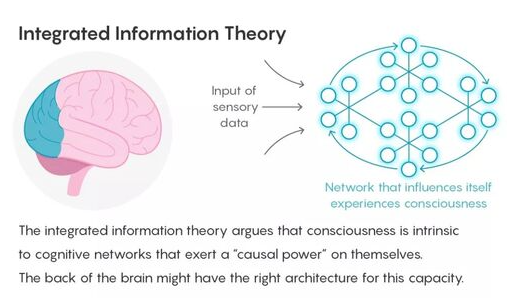 Integrated Information Theory
Input of
sensory
data
Network that influences itself
experiences consciousness
The integrated information theory argues that consciousness is intrinsic
to cognitive networks that exert a “causal power” on themselves.
The back of the brain might have the right architecture for this capacity.